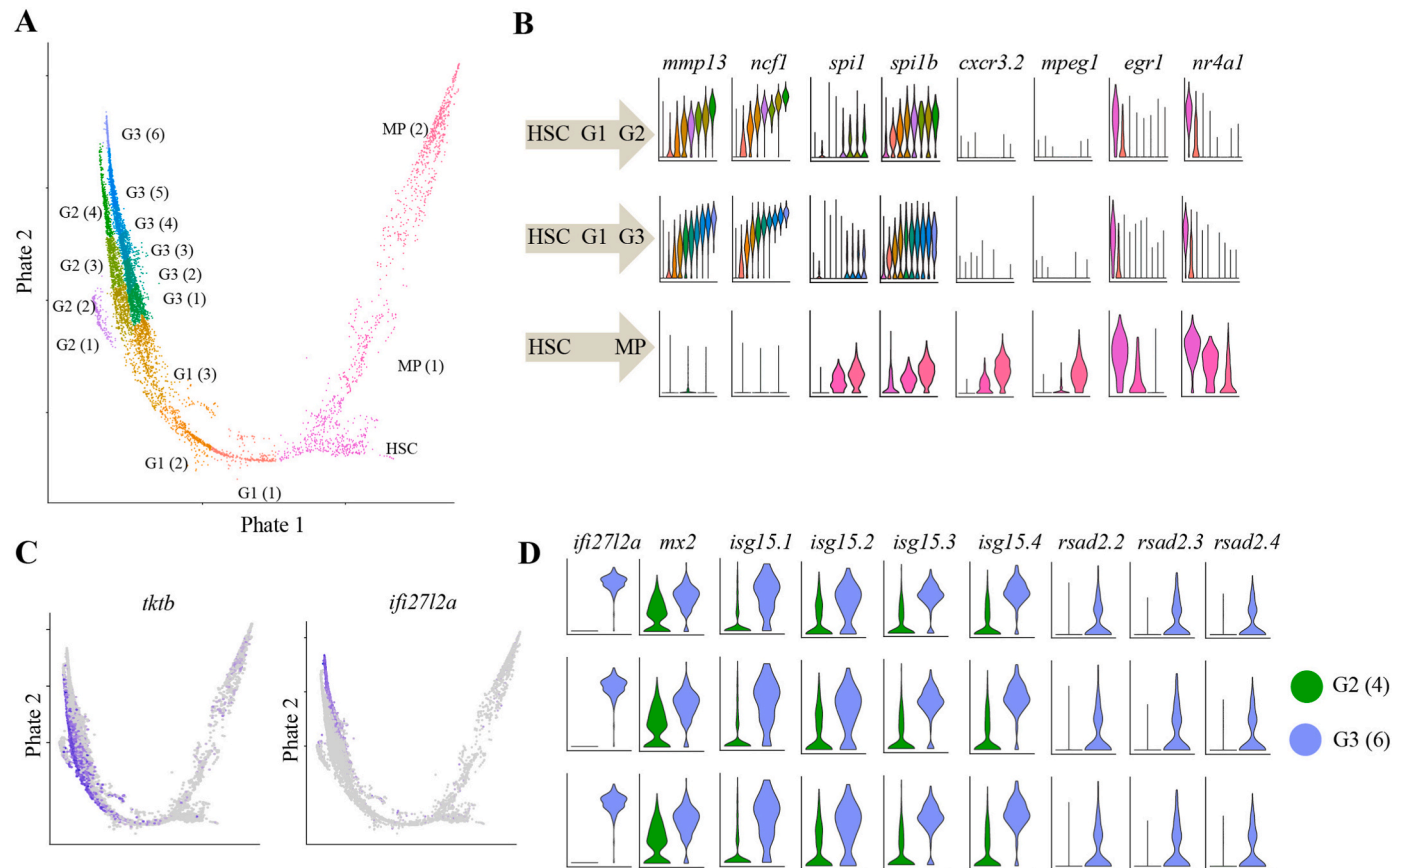 A
Phate 2
G3 (6)
G3 (5)
G2 (4)
G3 (4)
G3 (3)
G2 (3)
G3 (2)
G3 (1)
G2 (2)
G2 (1)
G1 (3)
G1 (2)
G1 (1)
MP (2)
MP (1)
HSC
Phate 1
B
mmp13 ncf1 spi1 spi1b cxcr3.2 mpeg1 egr1 nr4a1
HSC G1 G2
HSC G1 G3
HSC MP
C
tktb ifi27l2a
Phate 2
Phate 2
D
ifi27l2a mx2 isg15.1 isg15.2 isg15.3 isg15.4 rsad2.2 rsad2.3 rsad2.4
G2 (4)
G3 (6)